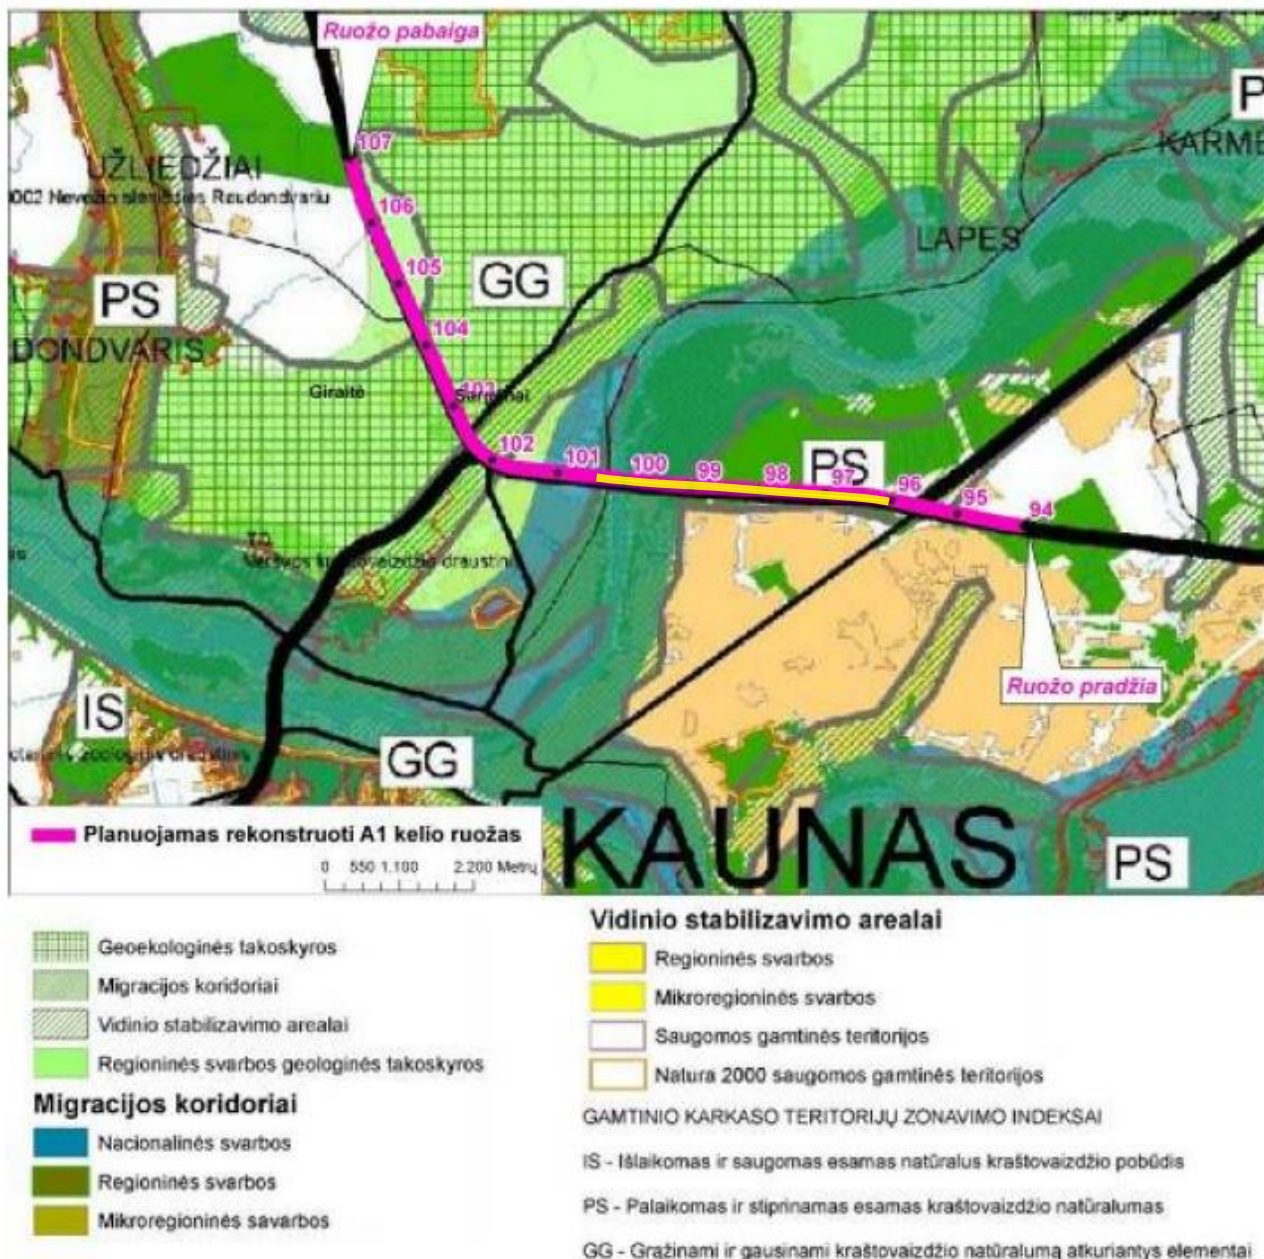 Ruožo pabaiga
P
107
KARME
UŽLIEDŽIAI
106
LAPES
105
GG
PS
104
DONDVARIS
Giraitė
103
102
101
100
99
98
PS
97
96
95
94
Ruožo pradžia
IS
GG
KAUNAS
PS
Planuojamas rekonstruoti A1 kelio ruožas
0 550 1.100 2.200 Metrų
Geoekologinės takoskyros
Migracijos koridoriai
Vidinio stabilizavimo arealai
Regioninės svarbos geologinės takoskyros
Migracijos koridoriai
Nacionalinės svarbos
Regioninės svarbos
Mikroregioninės savarbos
Vidinio stabilizavimo arealai
Regioninės svarbos
Mikroregioninės svarbos
Saugomos gamtinės teritorijos
Natura 2000 saugomos gamtinės teritorijos
GAMTINIO KARKASO TERITORIJŲ ZONAVIMO INDEKSAI
IS - Išlaikomas ir saugomas esamas natūralus kraštovaizdžio pobūdis
PS - Palaikomas ir stiprinamas esamas kraštovaizdžio natūralumas
GG - Grąžinami ir gausinami kraštovaizdžio natūralumą atkuriantys elementai